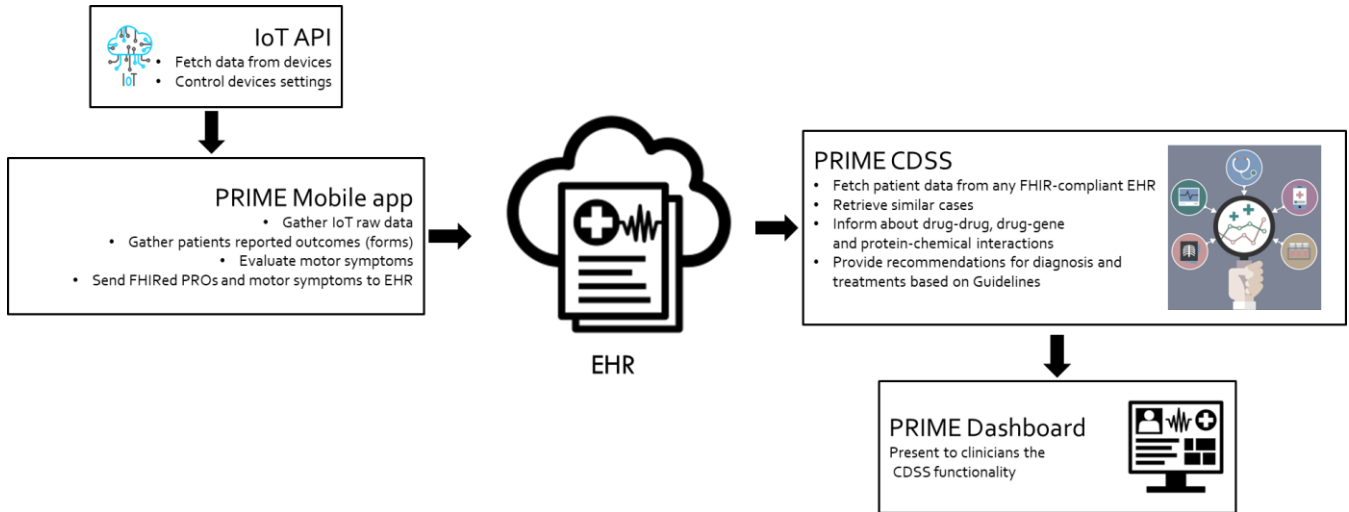 IoT API
• Fetch data from devices
• Control devices settings
IoT
PRIME Mobile app
• Gather IoT raw data
• Gather patients reported outcomes (forms)
• Evaluate motor symptoms
• Send FHIRed PROs and motor symptoms to EHR
EHR
PRIME CDSS
• Fetch patient data from any FHIR-compliant EHR
• Retrieve similar cases
• Inform about drug-drug, drug-gene
and protein-chemical interactions
• Provide recommendations for diagnosis and
treatments based on Guidelines
PRIME Dashboard
Present to clinicians the
CDSS functionality